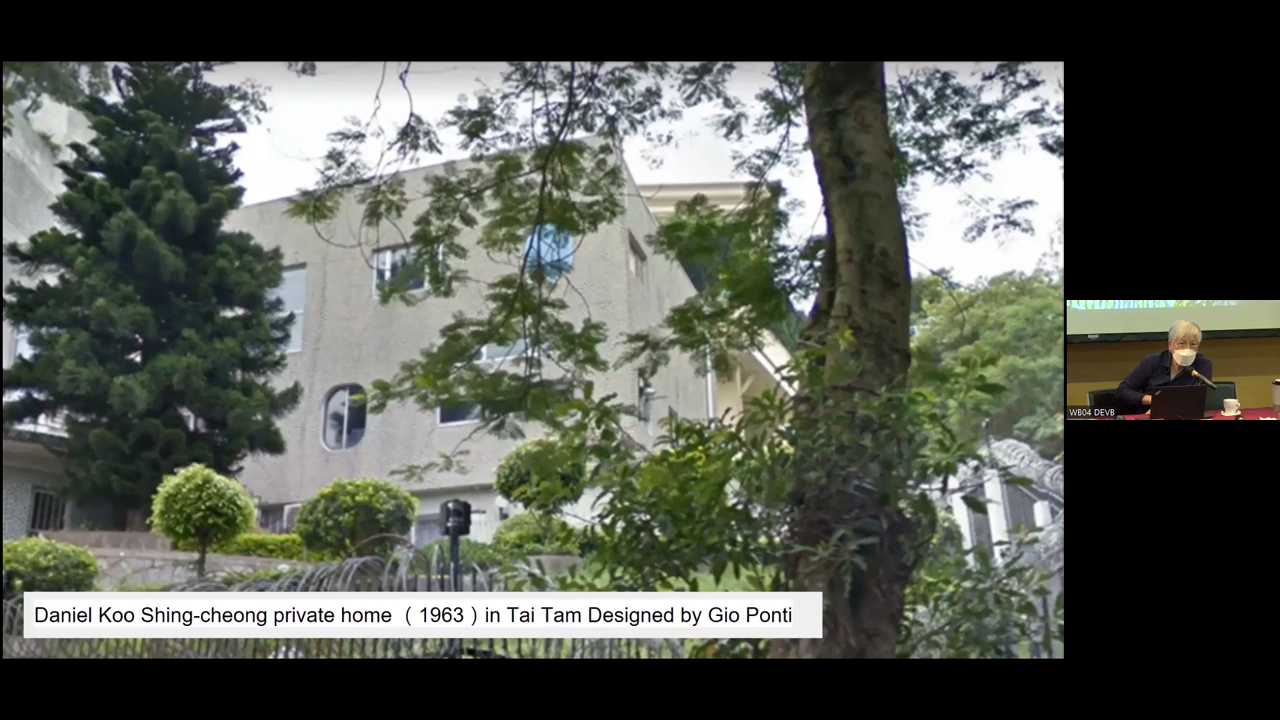 Daniel Koo Shing-cheong private home ( 1963 ) in Tai Tam Designed by Gio Ponti
WB04 DEVB